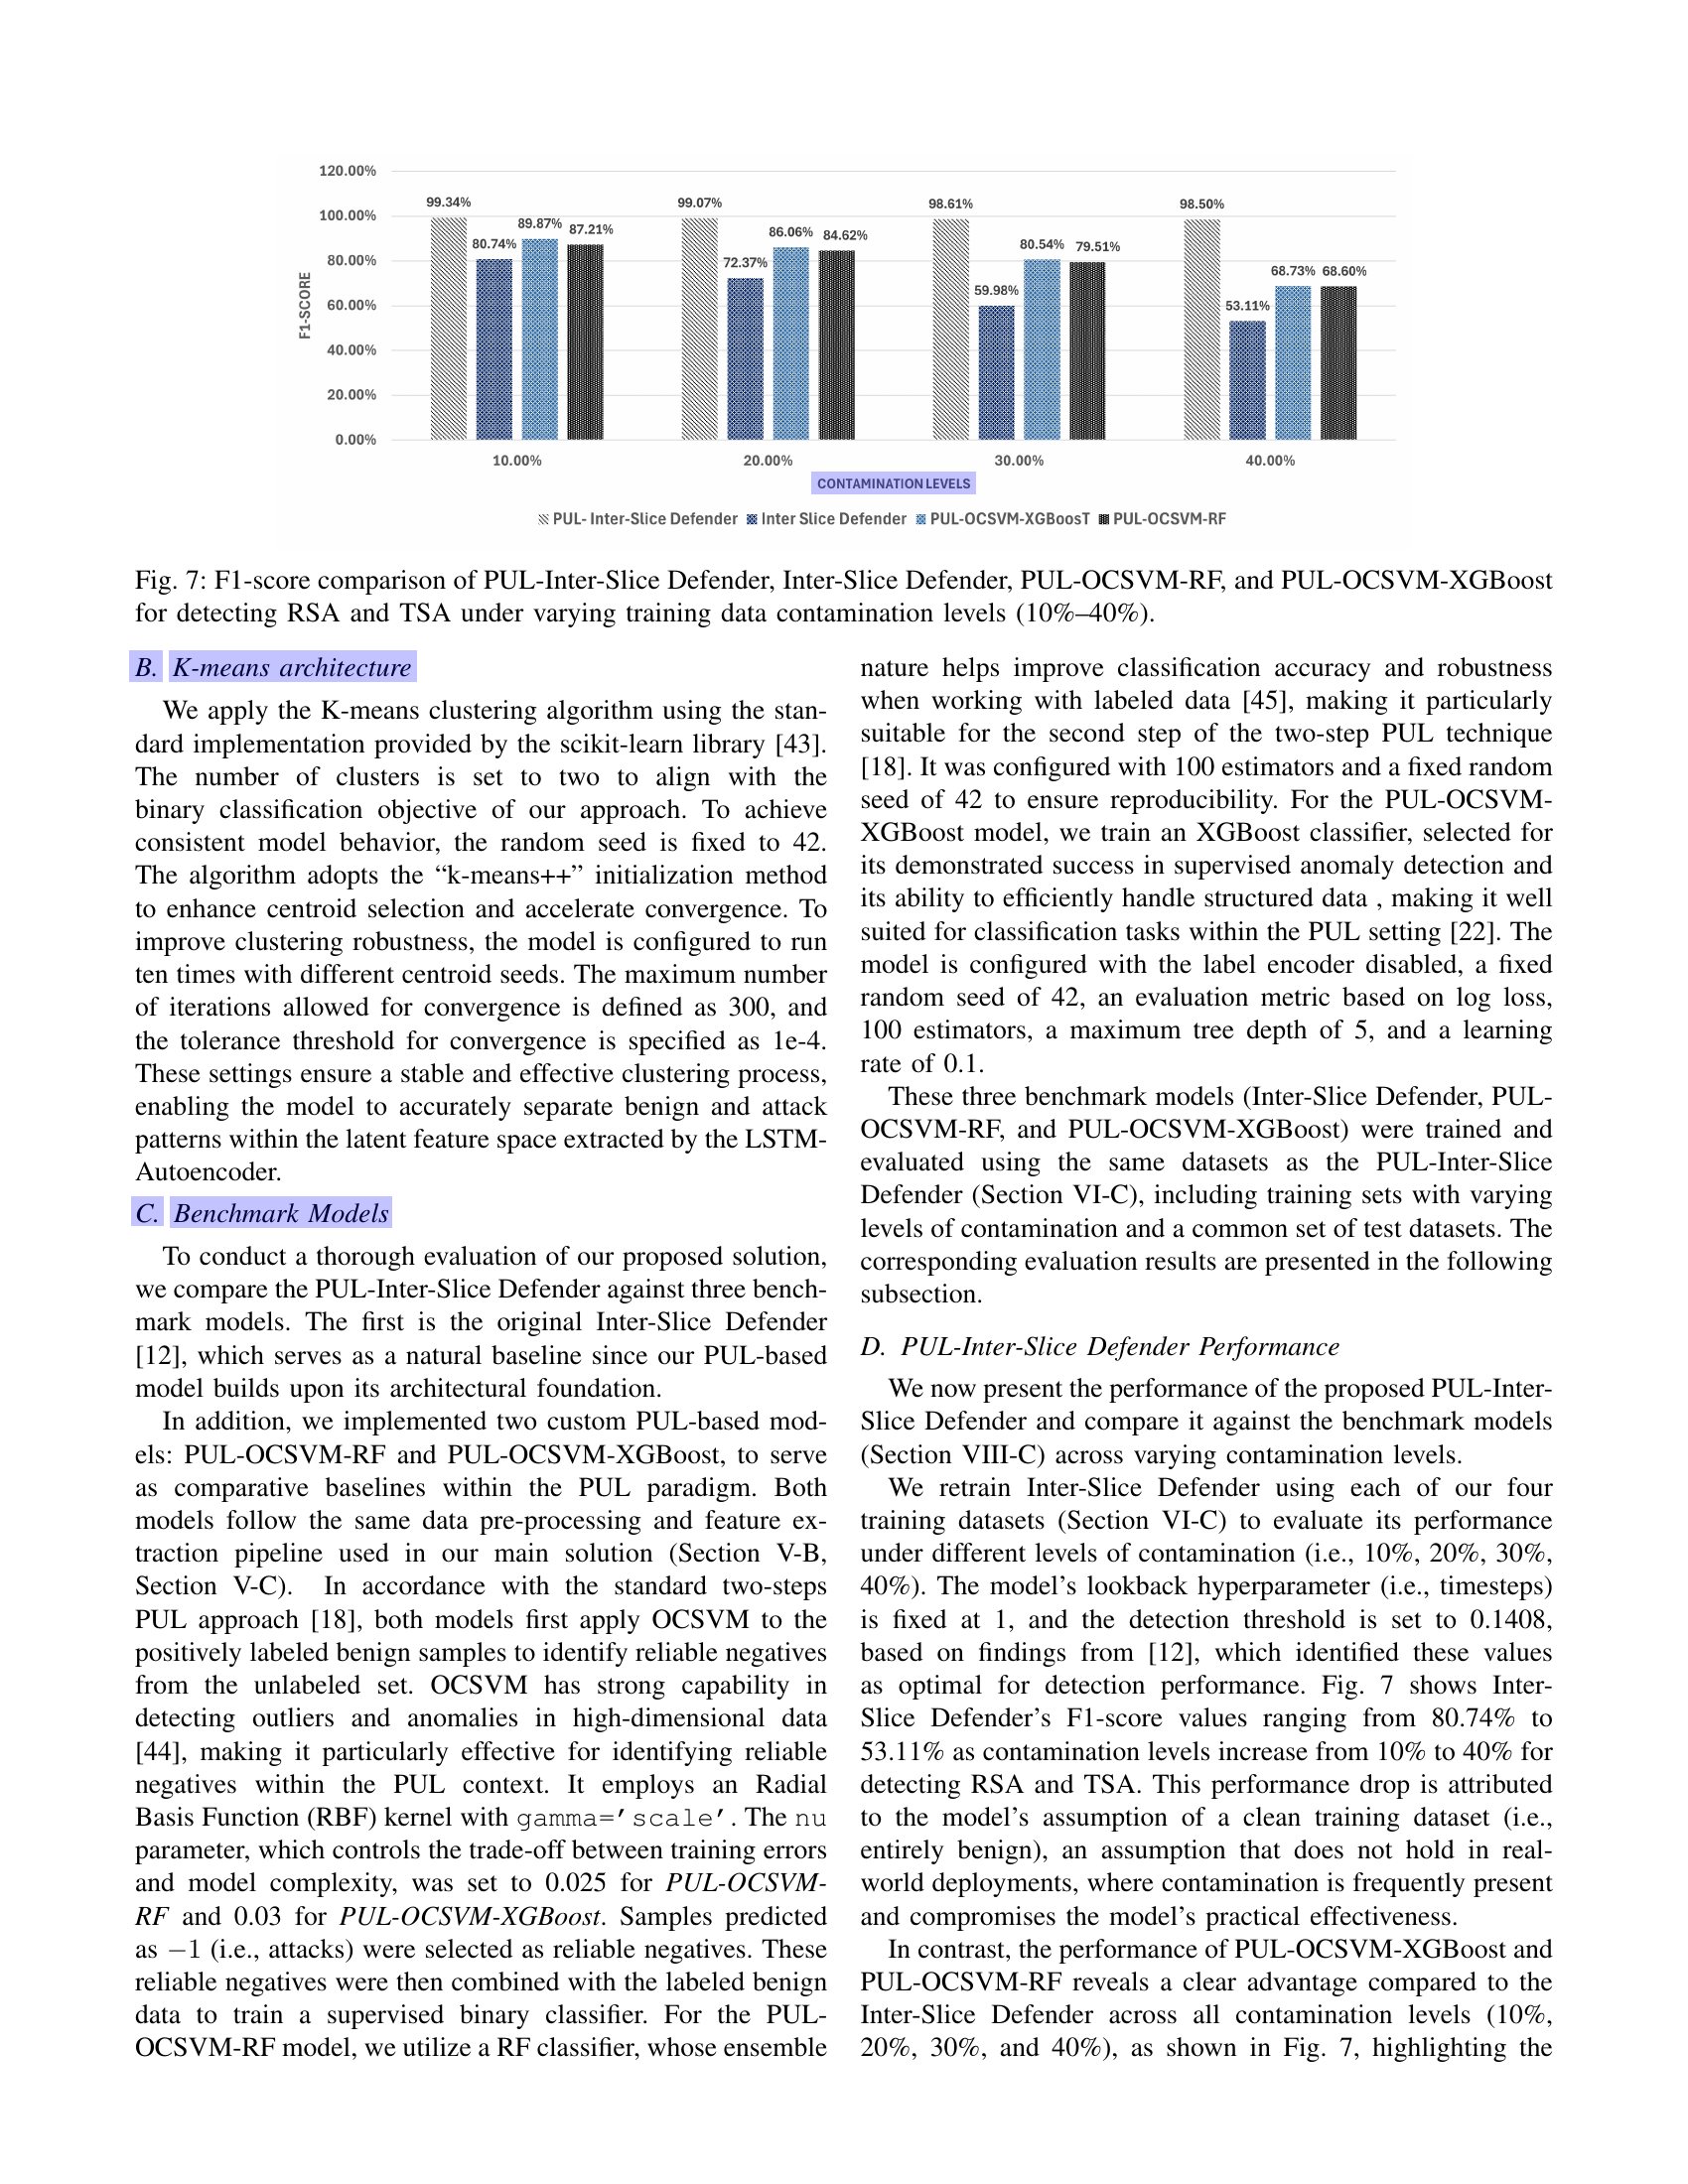 120.00%
100.00%
80.00%
60.00%
40.00%
20.00%
0.00%
F1-SCORE
99.34%
80.74%
89.87%
87.21%
99.07%
72.37%
86.06%
84.62%
98.61%
59.98%
80.54%
79.51%
98.50%
53.11%
68.73%
68.60%
10.00%
20.00%
30.00%
40.00%
CONTAMINATION LEVELS
PUL- Inter-Slice Defender
Inter Slice Defender
PUL-OCSVM-XGBoosT
PUL-OCSVM-RF
Fig. 7: F1-score comparison of PUL-Inter-Slice Defender, Inter-Slice Defender, PUL-OCSVM-RF, and PUL-OCSVM-XGBoost
for detecting RSA and TSA under varying training data contamination levels (10%–40%).
B. K-means architecture
We apply the K-means clustering algorithm using the stan-
dard implementation provided by the scikit-learn library [43].
The number of clusters is set to two to align with the
binary classification objective of our approach. To achieve
consistent model behavior, the random seed is fixed to 42.
The algorithm adopts the “k-means++” initialization method
to enhance centroid selection and accelerate convergence. To
improve clustering robustness, the model is configured to run
ten times with different centroid seeds. The maximum number
of iterations allowed for convergence is defined as 300, and
the tolerance threshold for convergence is specified as 1e-4.
These settings ensure a stable and effective clustering process,
enabling the model to accurately separate benign and attack
patterns within the latent feature space extracted by the LSTM-
Autoencoder.
C. Benchmark Models
To conduct a thorough evaluation of our proposed solution,
we compare the PUL-Inter-Slice Defender against three bench-
mark models. The first is the original Inter-Slice Defender
[12], which serves as a natural baseline since our PUL-based
model builds upon its architectural foundation.
In addition, we implemented two custom PUL-based mod-
els: PUL-OCSVM-RF and PUL-OCSVM-XGBoost, to serve
as comparative baselines within the PUL paradigm. Both
models follow the same data pre-processing and feature ex-
traction pipeline used in our main solution (Section V-B,
Section V-C). In accordance with the standard two-steps
PUL approach [18], both models first apply OCSVM to the
positively labeled benign samples to identify reliable negatives
from the unlabeled set. OCSVM has strong capability in
detecting outliers and anomalies in high-dimensional data
[44], making it particularly effective for identifying reliable
negatives within the PUL context. It employs an Radial
Basis Function (RBF) kernel with gamma='scale'. The nu
parameter, which controls the trade-off between training errors
and model complexity, was set to 0.025 for PUL-OCSVM-
RF and 0.03 for PUL-OCSVM-XGBoost. Samples predicted
as −1 (i.e., attacks) were selected as reliable negatives. These
reliable negatives were then combined with the labeled benign
data to train a supervised binary classifier. For the PUL-
OCSVM-RF model, we utilize a RF classifier, whose ensemble
nature helps improve classification accuracy and robustness
when working with labeled data [45], making it particularly
suitable for the second step of the two-step PUL technique
[18]. It was configured with 100 estimators and a fixed random
seed of 42 to ensure reproducibility. For the PUL-OCSVM-
XGBoost model, we train an XGBoost classifier, selected for
its demonstrated success in supervised anomaly detection and
its ability to efficiently handle structured data , making it well
suited for classification tasks within the PUL setting [22]. The
model is configured with the label encoder disabled, a fixed
random seed of 42, an evaluation metric based on log loss,
100 estimators, a maximum tree depth of 5, and a learning
rate of 0.1.
These three benchmark models (Inter-Slice Defender, PUL-
OCSVM-RF, and PUL-OCSVM-XGBoost) were trained and
evaluated using the same datasets as the PUL-Inter-Slice
Defender (Section VI-C), including training sets with varying
levels of contamination and a common set of test datasets. The
corresponding evaluation results are presented in the following
subsection.
D. PUL-Inter-Slice Defender Performance
We now present the performance of the proposed PUL-Inter-
Slice Defender and compare it against the benchmark models
(Section VIII-C) across varying contamination levels.
We retrain Inter-Slice Defender using each of our four
training datasets (Section VI-C) to evaluate its performance
under different levels of contamination (i.e., 10%, 20%, 30%,
40%). The model’s lookback hyperparameter (i.e., timesteps)
is fixed at 1, and the detection threshold is set to 0.1408,
based on findings from [12], which identified these values
as optimal for detection performance. Fig. 7 shows Inter-
Slice Defender’s F1-score values ranging from 80.74% to
53.11% as contamination levels increase from 10% to 40% for
detecting RSA and TSA. This performance drop is attributed
to the model’s assumption of a clean training dataset (i.e.,
entirely benign), an assumption that does not hold in real-
world deployments, where contamination is frequently present
and compromises the model’s practical effectiveness.
In contrast, the performance of PUL-OCSVM-XGBoost and
PUL-OCSVM-RF reveals a clear advantage compared to the
Inter-Slice Defender across all contamination levels (10%,
20%, 30%, and 40%), as shown in Fig. 7, highlighting the